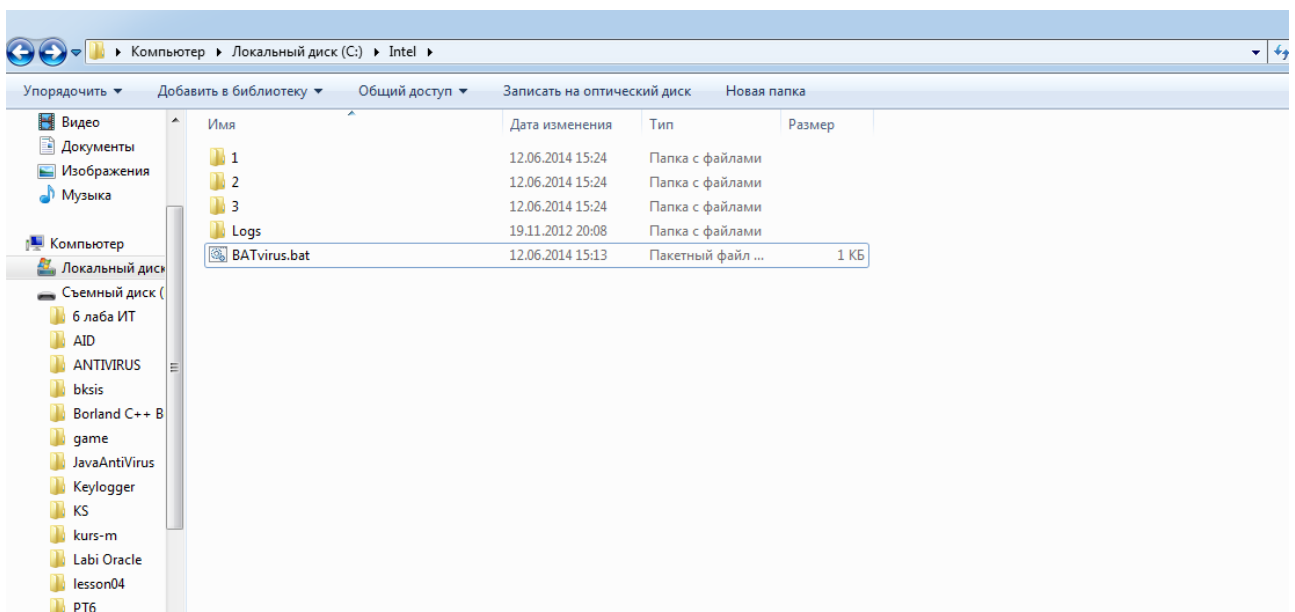 Компьютер Локальный диск (C:) Intel
Упорядочить Добавить в библиотеку Общий доступ Записать на оптический диск Новая папка
Видео
Документы
Изображения
Музыка
Компьютер
Локальный диск
Съемный диск (
6 лаба ИТ
AID
ANTIVIRUS
bksis
Borland C++ B
game
JavaAntiVirus
Keylogger
KS
kurs-m
Labi Oracle
lesson04
РТ6
Имя Дата изменения Тип Размер
1 12.06.2014 15:24 Папка с файлами
2 12.06.2014 15:24 Папка с файлами
3 12.06.2014 15:24 Папка с файлами
Logs 19.11.2012 20:08 Папка с файлами
BATvirus.bat 12.06.2014 15:13 Пакетный файл ... 1 КБ